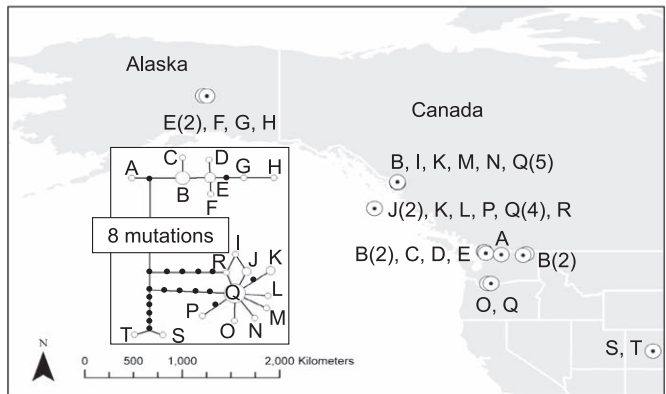 Alaska
Canada
E(2), F, G, H
C
D
A
G
H
B
E
F
B, I, K, M, N, Q(5)
J(2), K, L, P, Q(4), R
8 mutations
A
B(2), C, D, E
B(2)
I
R
J
K
Q
L
P
M
O
N
O, Q
T
S
S, T
N
0
500
1,000
2,000 Kilometers